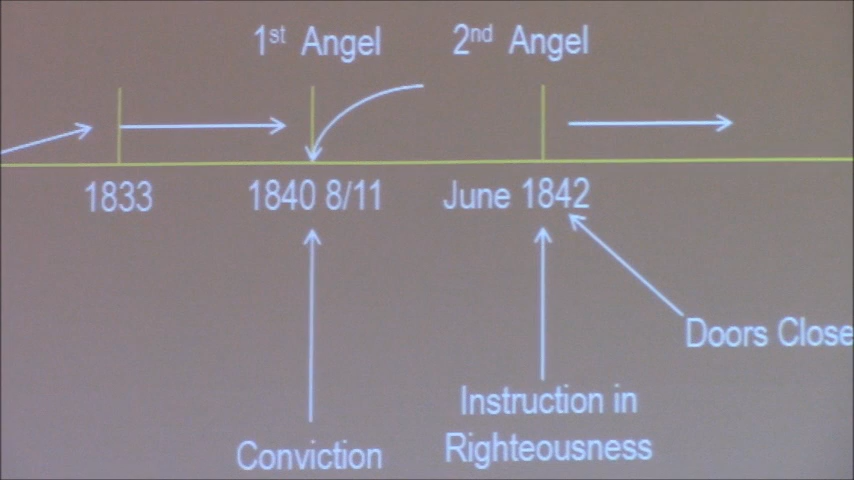 1st Angel
2nd Angel
1833
1840 8/11
June 1842
Doors Close
Instruction in
Righteousness
Conviction